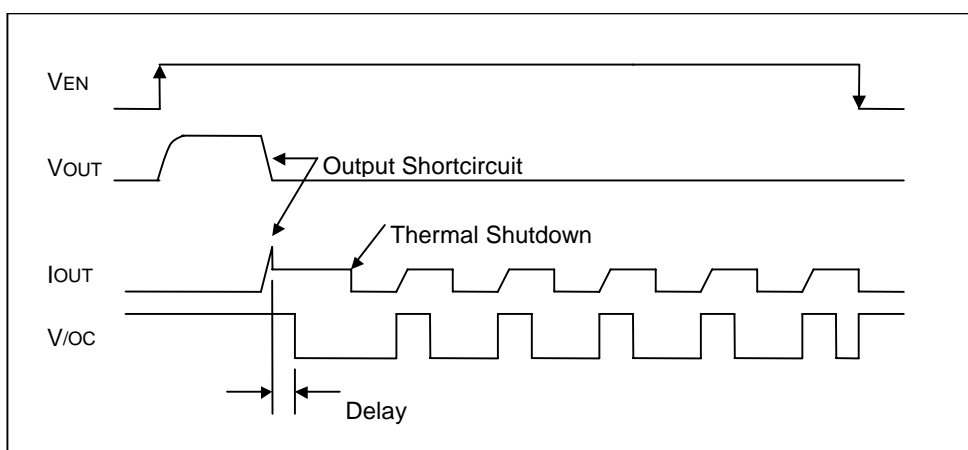 VEN
VOUT
Output Shortcircuit
Thermal Shutdown
IOUT
V/OC
Delay